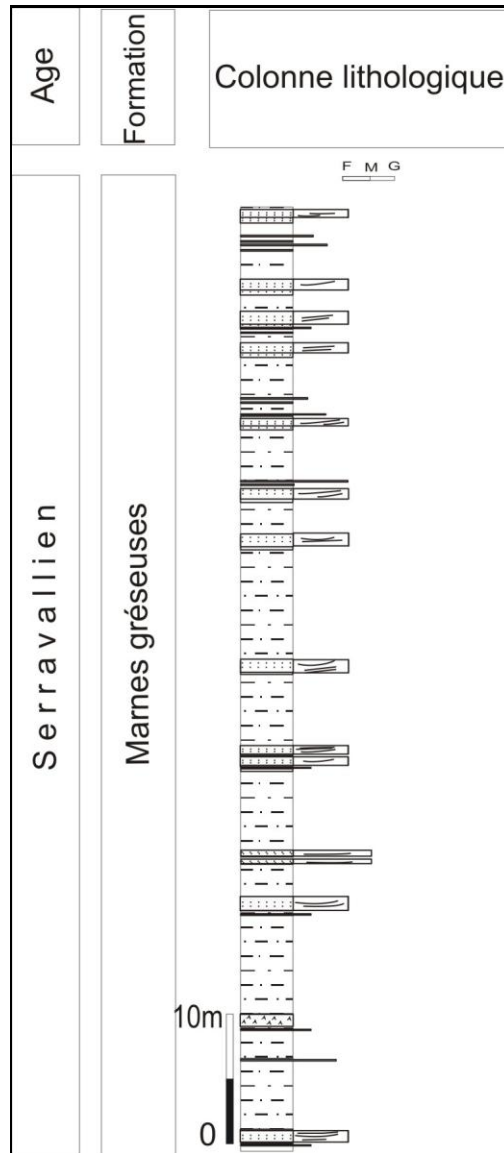 Age
Formation
Colonne lithologique
F M G
Serravallien
Marnes gréseuses
10m
0